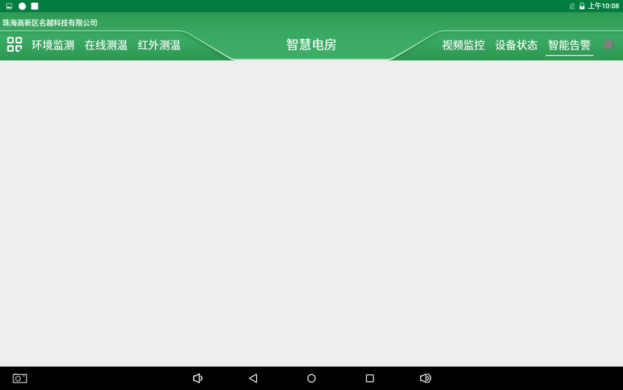 上午10:08
珠海高新区名越科技有限公司
环境监测 在线测温 红外测温 智慧电房 视频监控 设备状态 智能告警